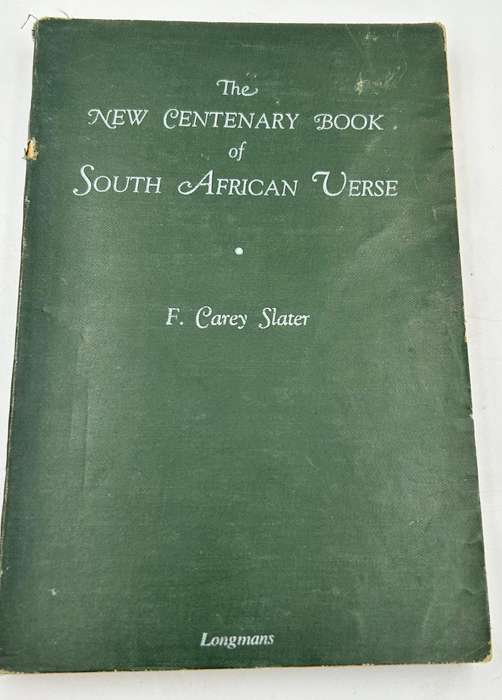 The
NEW CENTENARY BOOK
of
SOUTH AFRICAN VERSE
F. Carey Slater
Longmans